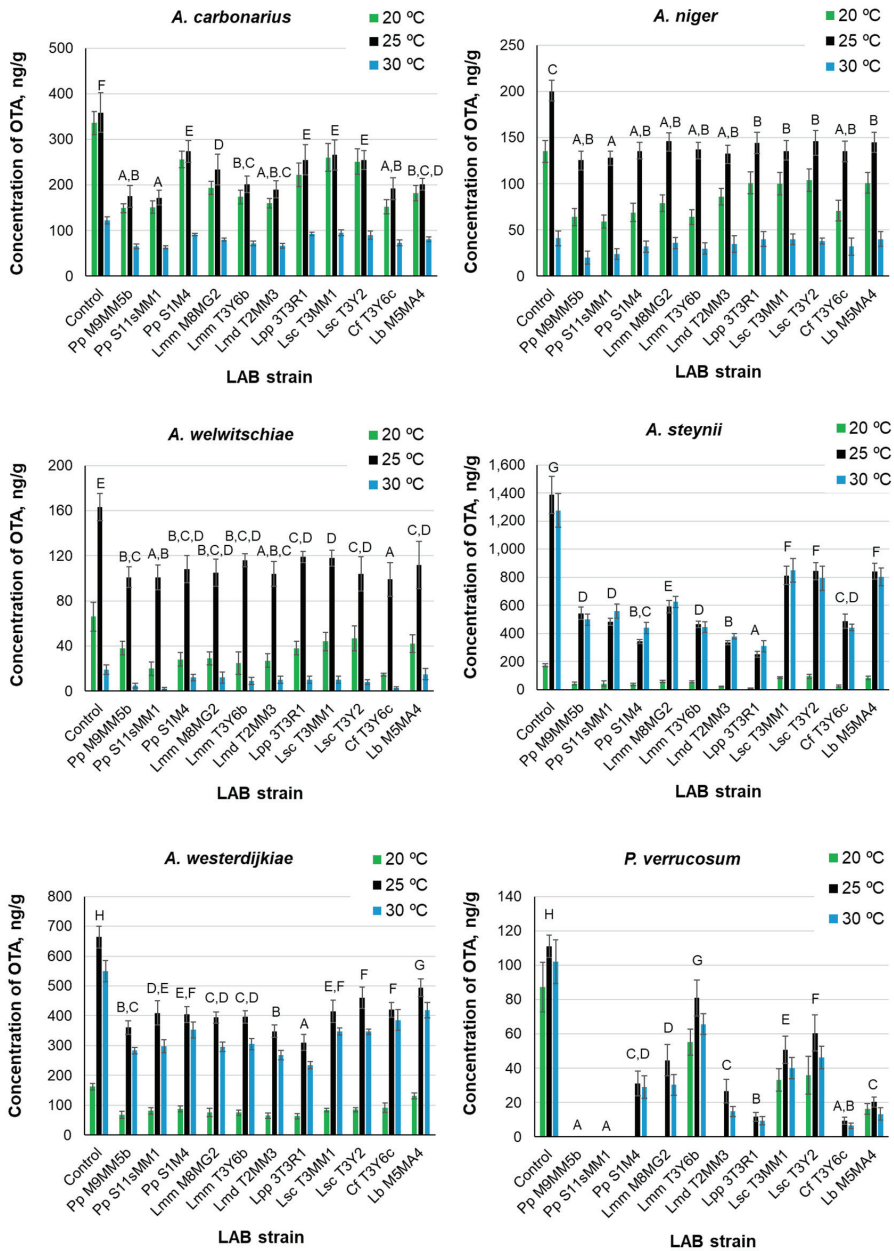 A. carbonarius
20 ºC
25 ºC
30 ºC
Concentration of OTA, ng/g
500
400
300
200
100
0
F
A,B
A
E
D
B,C
A,B,C
E
E
E
A,B
B,C,D
Control
Pp M9MM5b
Pp S11sMM1
Pp S1M4
Lmm M8MG2
Lmm T3Y6b
Lmd T2MM3
Lpp 3T3R1
Lsc T3MM1
Lsc T3Y2
Cf T3Y6c
Lb M5MA4
LAB strain
A. niger
20 ºC
25 ºC
30 ºC
Concentration of OTA, ng/g
250
200
150
100
50
0
C
A,B
A
A,B
A,B
A,B
A,B
B
B
B
A,B
B
Control
Pp M9MM5b
Pp S11sMM1
Pp S1M4
Lmm M8MG2
Lmm T3Y6b
Lmd T2MM3
Lpp 3T3R1
Lsc T3MM1
Lsc T3Y2
Cf T3Y6c
Lb M5MA4
LAB strain
A. welwitschiae
20 ºC
25 ºC
30 ºC
Concentration of OTA, ng/g
200
160
120
80
40
0
E
B,C
A,B
B,C,D
B,C,D
B,C,D
A,B,C
C,D
D
C,D
A
C,D
Control
Pp M9MM5b
Pp S11sMM1
Pp S1M4
Lmm M8MG2
Lmm T3Y6b
Lmd T2MM3
Lpp 3T3R1
Lsc T3MM1
Lsc T3Y2
Cf T3Y6c
Lb M5MA4
LAB strain
A. steynii
20 ºC
25 ºC
30 ºC
Concentration of OTA, ng/g
1,600
1,400
1,200
1,000
800
600
400
200
0
G
D
D
B,C
E
D
B
A
F
F
C,D
F
Control
Pp M9MM5b
Pp S11sMM1
Pp S1M4
Lmm M8MG2
Lmm T3Y6b
Lmd T2MM3
Lpp 3T3R1
Lsc T3MM1
Lsc T3Y2
Cf T3Y6c
Lb M5MA4
LAB strain
A. westerdijkiae
20 ºC
25 ºC
30 ºC
Concentration of OTA, ng/g
800
700
600
500
400
300
200
100
0
H
B,C
D,E
E,F
C,D
C,D
B
A
E,F
F
F
G
Control
Pp M9MM5b
Pp S11sMM1
Pp S1M4
Lmm M8MG2
Lmm T3Y6b
Lmd T2MM3
Lpp 3T3R1
Lsc T3MM1
Lsc T3Y2
Cf T3Y6c
Lb M5MA4
LAB strain
P. verrucosum
20 ºC
25 ºC
30 ºC
Concentration of OTA, ng/g
140
120
100
80
60
40
20
0
H
A
A
C,D
D
G
C
B
E
F
A,B
C
Control
Pp M9MM5b
Pp S11sMM1
Pp S1M4
Lmm M8MG2
Lmm T3Y6b
Lmd T2MM3
Lpp 3T3R1
Lsc T3MM1
Lsc T3Y2
Cf T3Y6c
Lb M5MA4
LAB strain